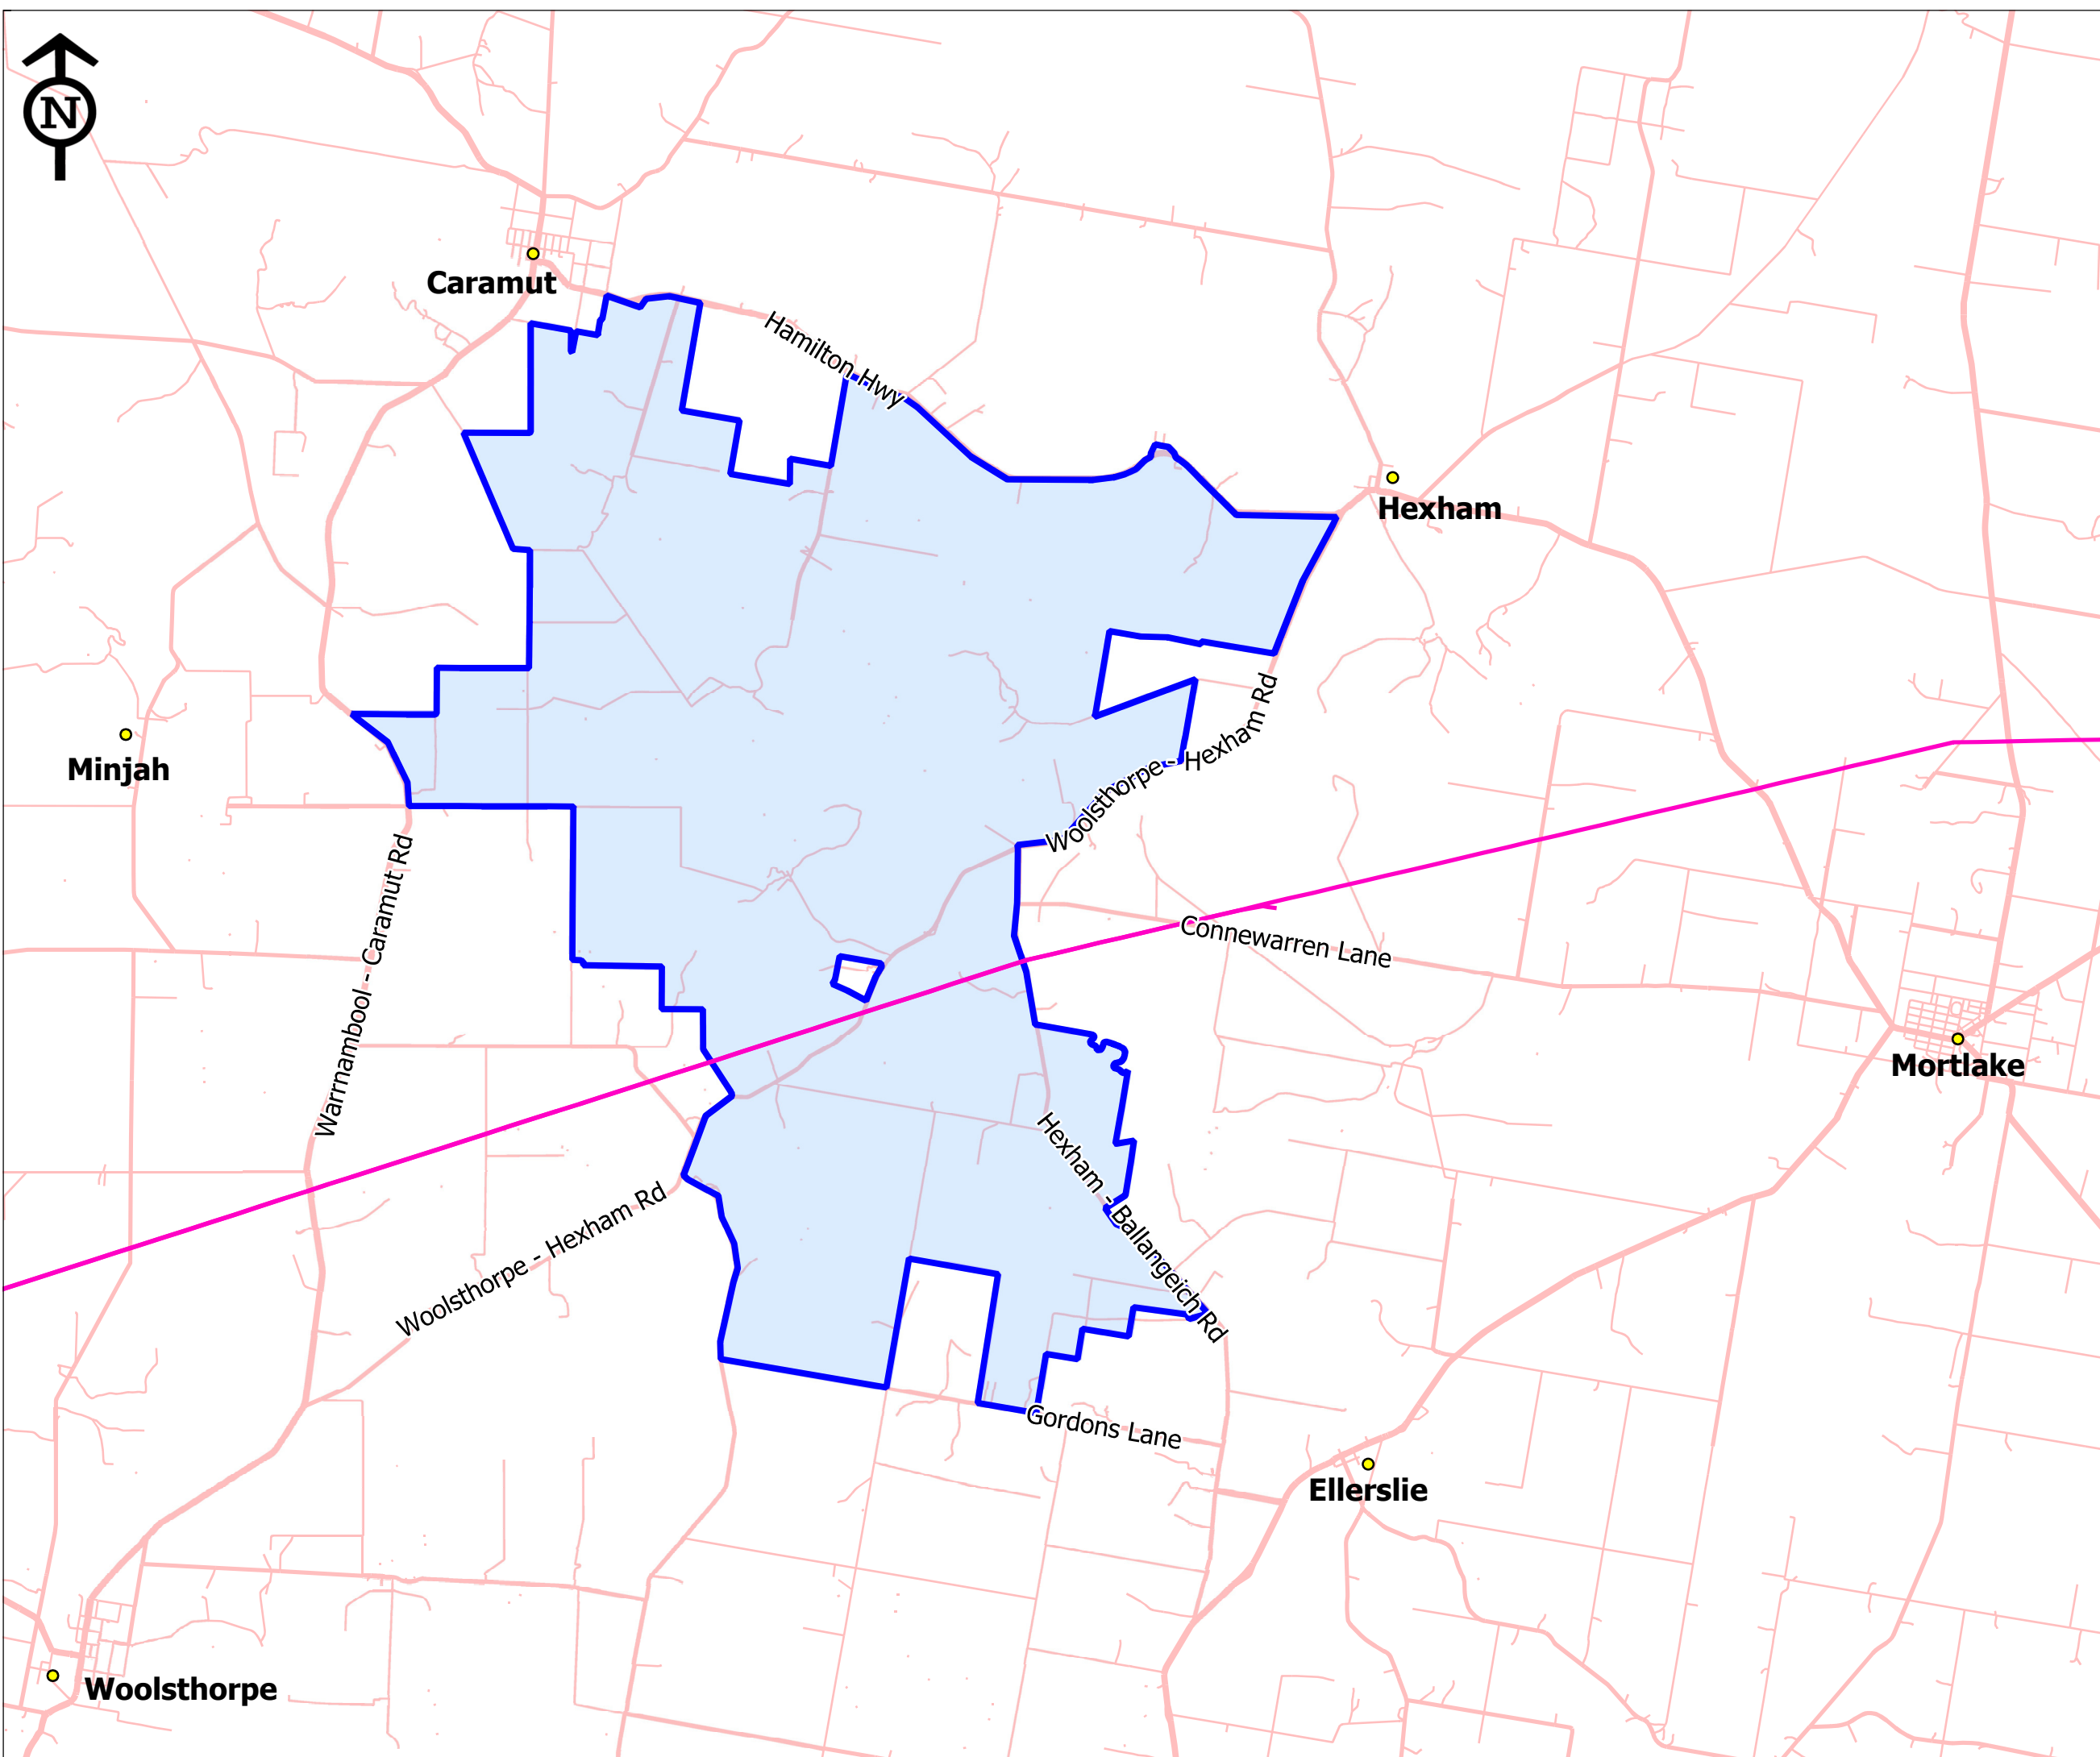 N
Caramut
Hamilton Hwy
Hexham
Woolsthorpe - Hexham Rd
Minjah
Warrnambool - Caramut Rd
Connewarren Lane
Mortlake
Hexham - Ballangeich Rd
Woolsthorpe - Hexham Rd
Gordons Lane
Ellerslie
Woolsthorpe